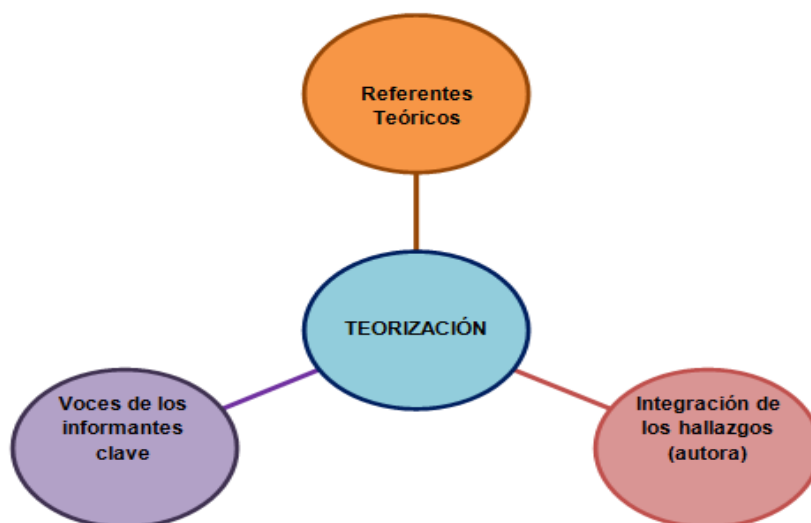 Referentes
Teóricos
TEORIZACIÓN
Voces de los
informantes
clave
Integración de
los hallazgos
(autora)